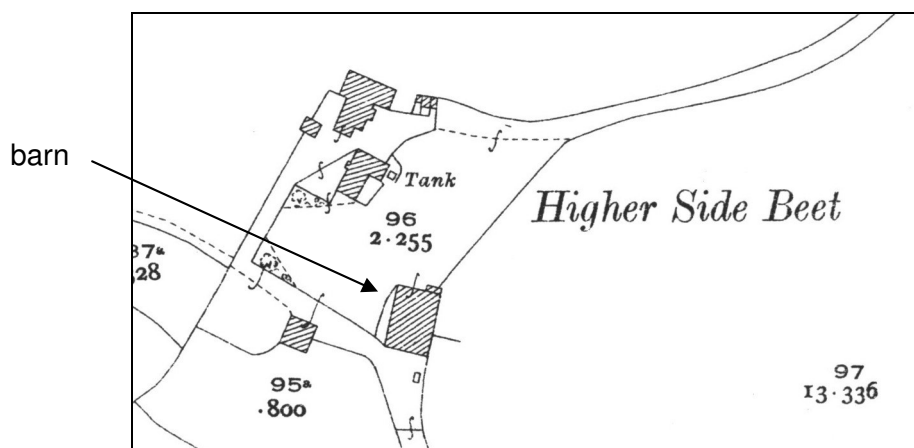 barn
Tank
Higher Side Beet
96
2·255
37ª
,28
95ª
·800
97
13·336